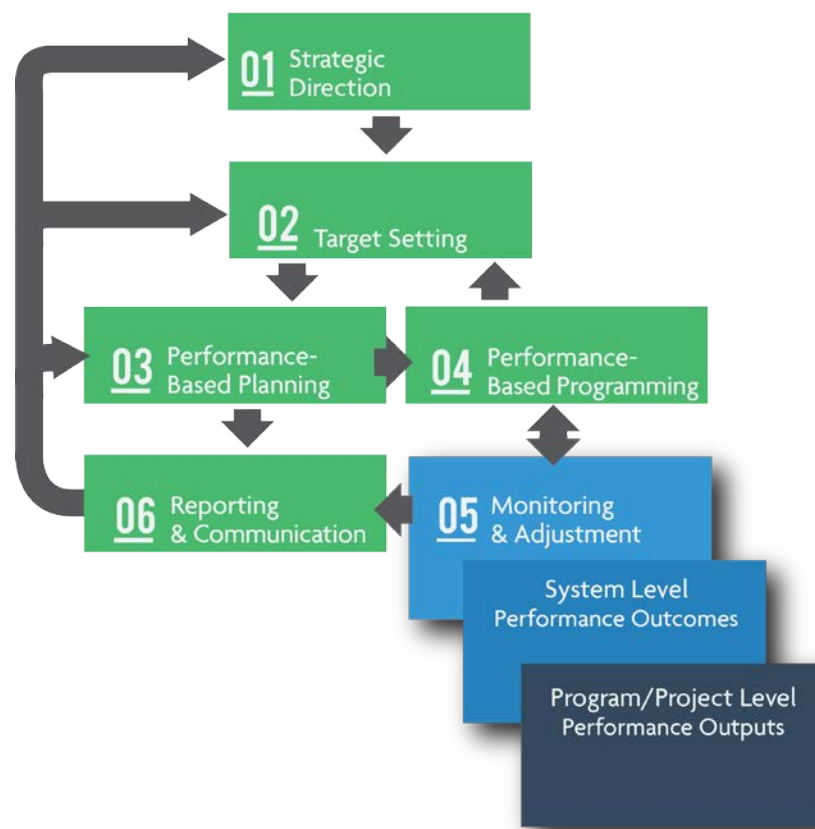 01 Strategic
Direction
02 Target Setting
03 Performance-
Based Planning
04 Performance-
Based Programming
06 Reporting
& Communication
05 Monitoring
& Adjustment
System Level
Performance Outcomes
Program/Project Level
Performance Outputs